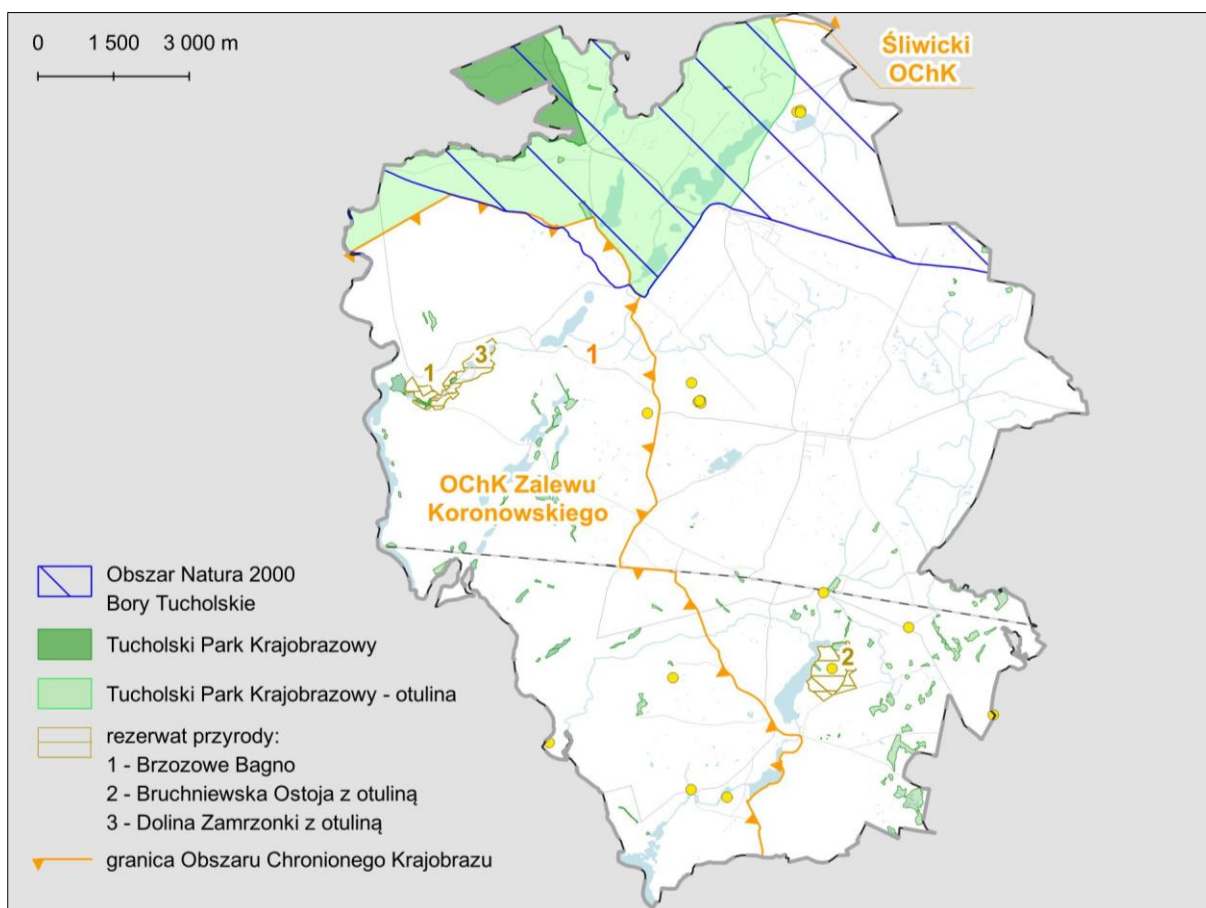 0 1 500 3 000 m
Śliwicki
OChK
1
3
1
OChK Zalewu
Koronowskiego
2
Obszar Natura 2000
Bory Tucholskie
Tucholski Park Krajobrazowy
Tucholski Park Krajobrazowy - otulina
rezerwat przyrody:
1 - Brzozowe Bagno
2 - Bruchniewska Ostoja z otuliną
3 - Dolina Zamrzonki z otuliną
granica Obszaru Chronionego Krajobrazu